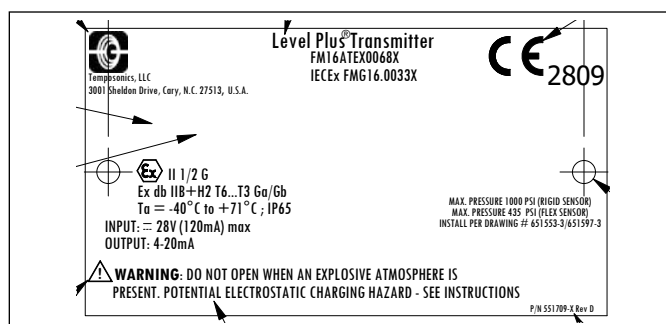 Level Plus® Transmitter
FM16ATEX0068X
IECEx FMG16.0033X
CE 2809
Temposonics, LLC
3001 Sheldon Drive, Cary, N.C. 27513, U.S.A.
Ex II 1/2 G
Ex db IIB+H2 T6...T3 Ga/Gb
Ta = -40°C to +71°C ; IP65
INPUT: ⎓ 28V (120mA) max
OUTPUT: 4-20mA
MAX. PRESSURE 1000 PSI (RIGID SENSOR)
MAX. PRESSURE 435 PSI (FLEX SENSOR)
INSTALL PER DRAWING # 651553-3/651597-3
WARNING: DO NOT OPEN WHEN AN EXPLOSIVE ATMOSPHERE IS
PRESENT. POTENTIAL ELECTROSTATIC CHARGING HAZARD - SEE INSTRUCTIONS
P/N 551709-X Rev D